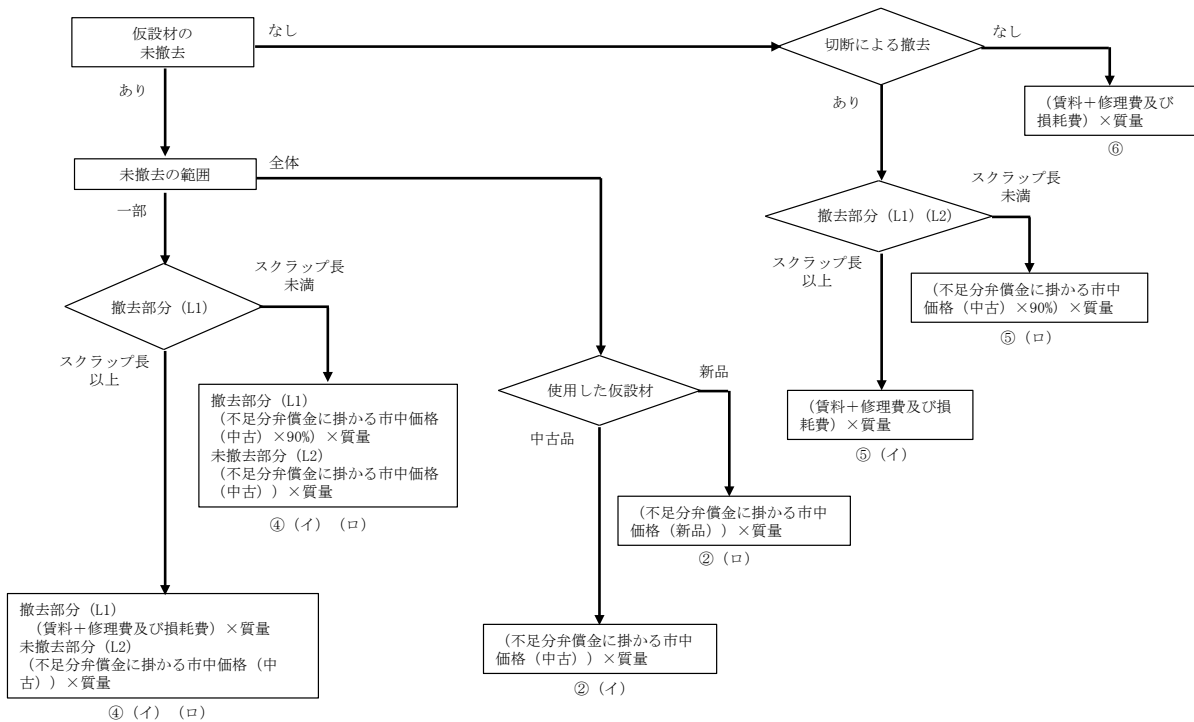 仮設材の
未撤去
なし
あり
切断による撤去
なし
あり
（賃料＋修理費及び
損耗費）×質量
⑥
未撤去の範囲
全体
一部
撤去部分（L1）
スクラップ長
未満
スクラップ長
以上
撤去部分（L1）
（不足分弁償金に掛かる市中価格
（中古）×90%）×質量
未撤去部分（L2）
（不足分弁償金に掛かる市中価格
（中古））×質量
④（イ）（ロ）
撤去部分（L1）
（賃料＋修理費及び損耗費）×質量
未撤去部分（L2）
（不足分弁償金に掛かる市中価格（中
古））×質量
④（イ）（ロ）
使用した仮設材
新品
中古品
（不足分弁償金に掛かる市中
価格（新品））×質量
②（ロ）
（不足分弁償金に掛かる市中
価格（中古））×質量
②（イ）
撤去部分（L1）（L2）
スクラップ長
未満
スクラップ長
以上
（不足分弁償金に掛かる市中
価格（中古）×90%）×質量
⑤（ロ）
（賃料＋修理費及び損
耗費）×質量
⑤（イ）